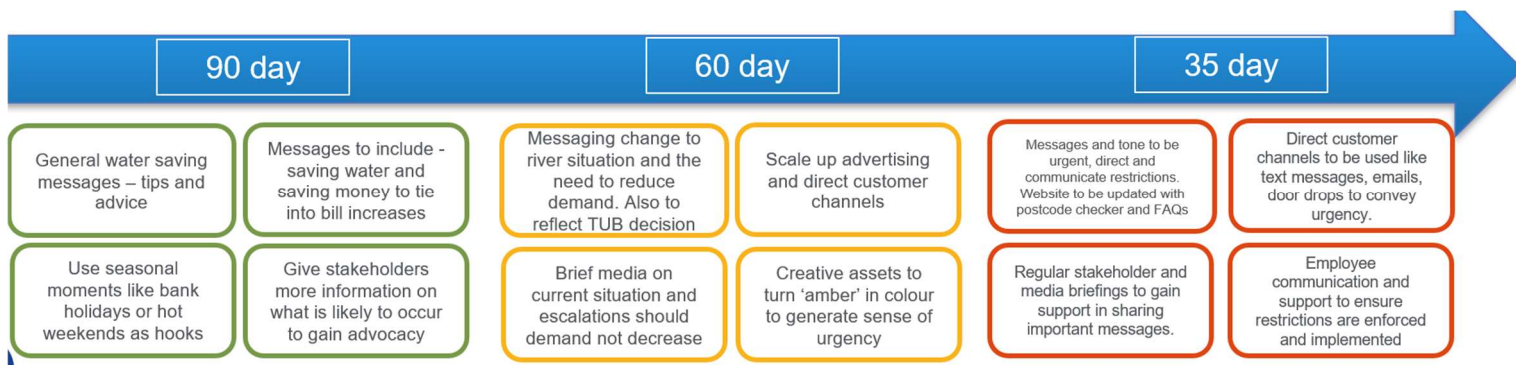 90 day
60 day
35 day
General water saving
messages – tips and
advice
Messages to include -
saving water and
saving money to tie
into bill increases
Use seasonal
moments like bank
holidays or hot
weekends as hooks
Give stakeholders
more information on
what is likely to occur
to gain advocacy
Messaging change to
river situation and the
need to reduce
demand. Also to
reflect TUB decision
Scale up advertising
and direct customer
channels
Brief media on
current situation and
escalations should
demand not decrease
Creative assets to
turn ‘amber’ in colour
to generate sense of
urgency
Messages and tone to be
urgent, direct and
communicate restrictions.
Website to be updated with
postcode checker and FAQs
Direct customer
channels to be used like
text messages, emails,
door drops to convey
urgency.
Regular stakeholder and
media briefings to gain
support in sharing
important messages.
Employee
communication and
support to ensure
restrictions are enforced
and implemented